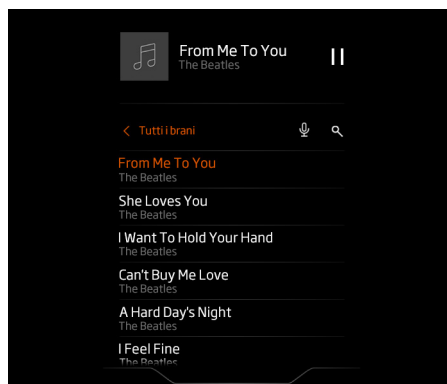 From Me To You
The Beatles
Tutti i brani
From Me To You
The Beatles
She Loves You
The Beatles
I Want To Hold Your Hand
The Beatles
Can't Buy Me Love
The Beatles
A Hard Day's Night
The Beatles
I Feel Fine
The Beatles